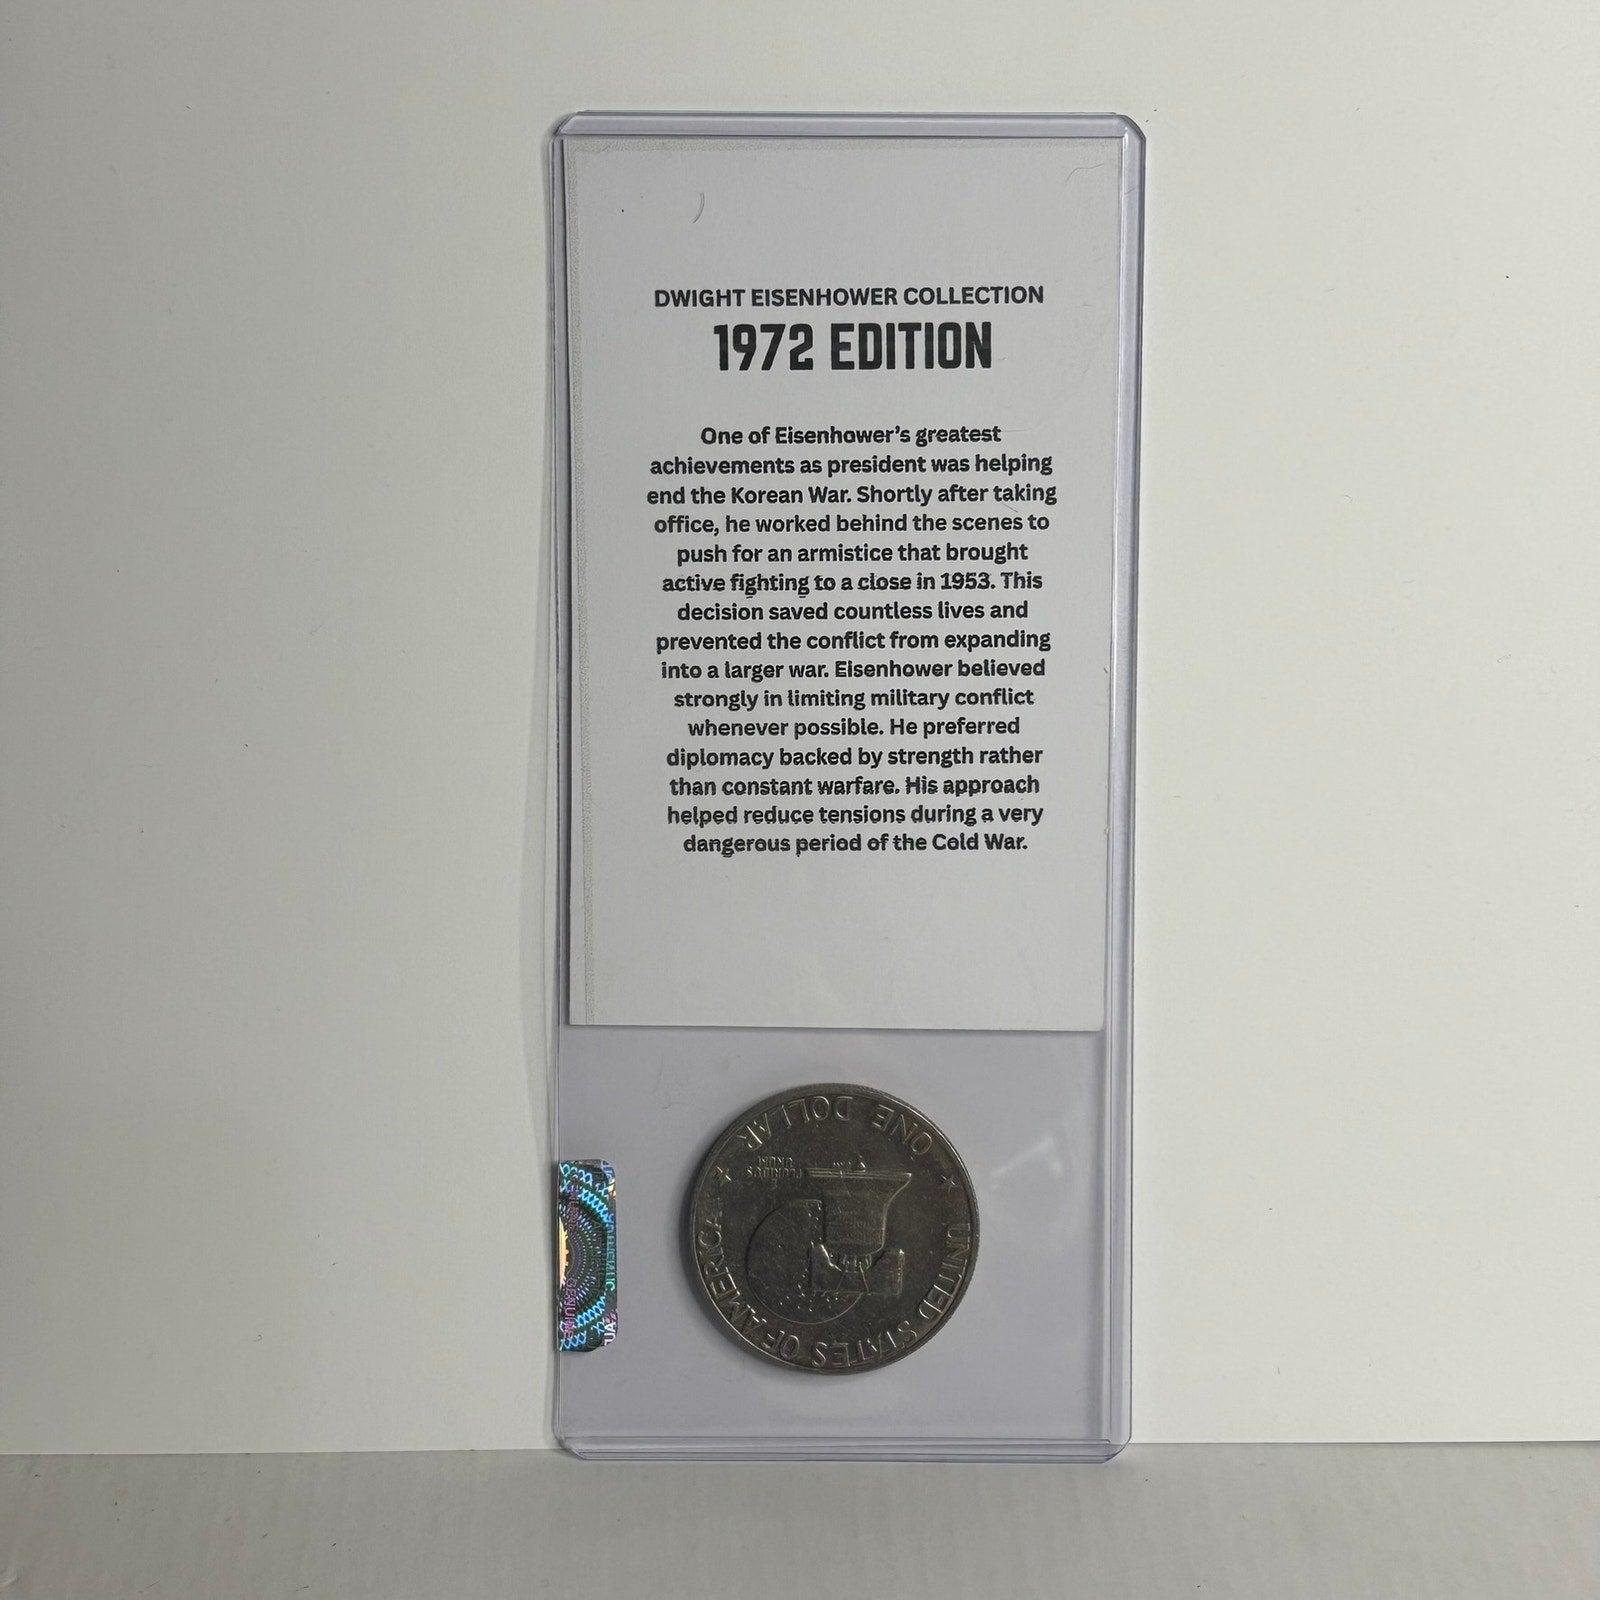 DWIGHT EISENHOWER COLLECTION
1972 EDITION
One of Eisenhower's greatest
achievements as president was helping
end the Korean War. Shortly after taking
office, he worked behind the scenes to
push for an armistice that brought
active fighting to a close in 1953. This
decision saved countless lives and
prevented the conflict from expanding
into a larger war. Eisenhower believed
strongly in limiting military conflict
whenever possible. He preferred
diplomacy backed by strength rather
than constant warfare. His approach
helped reduce tensions during a very
dangerous period of the Cold War.
UNITED STATES OF AMERICA
PLURIBUS
UNUM
ONE DOLLAR
GENUINE
AUTHENTIC